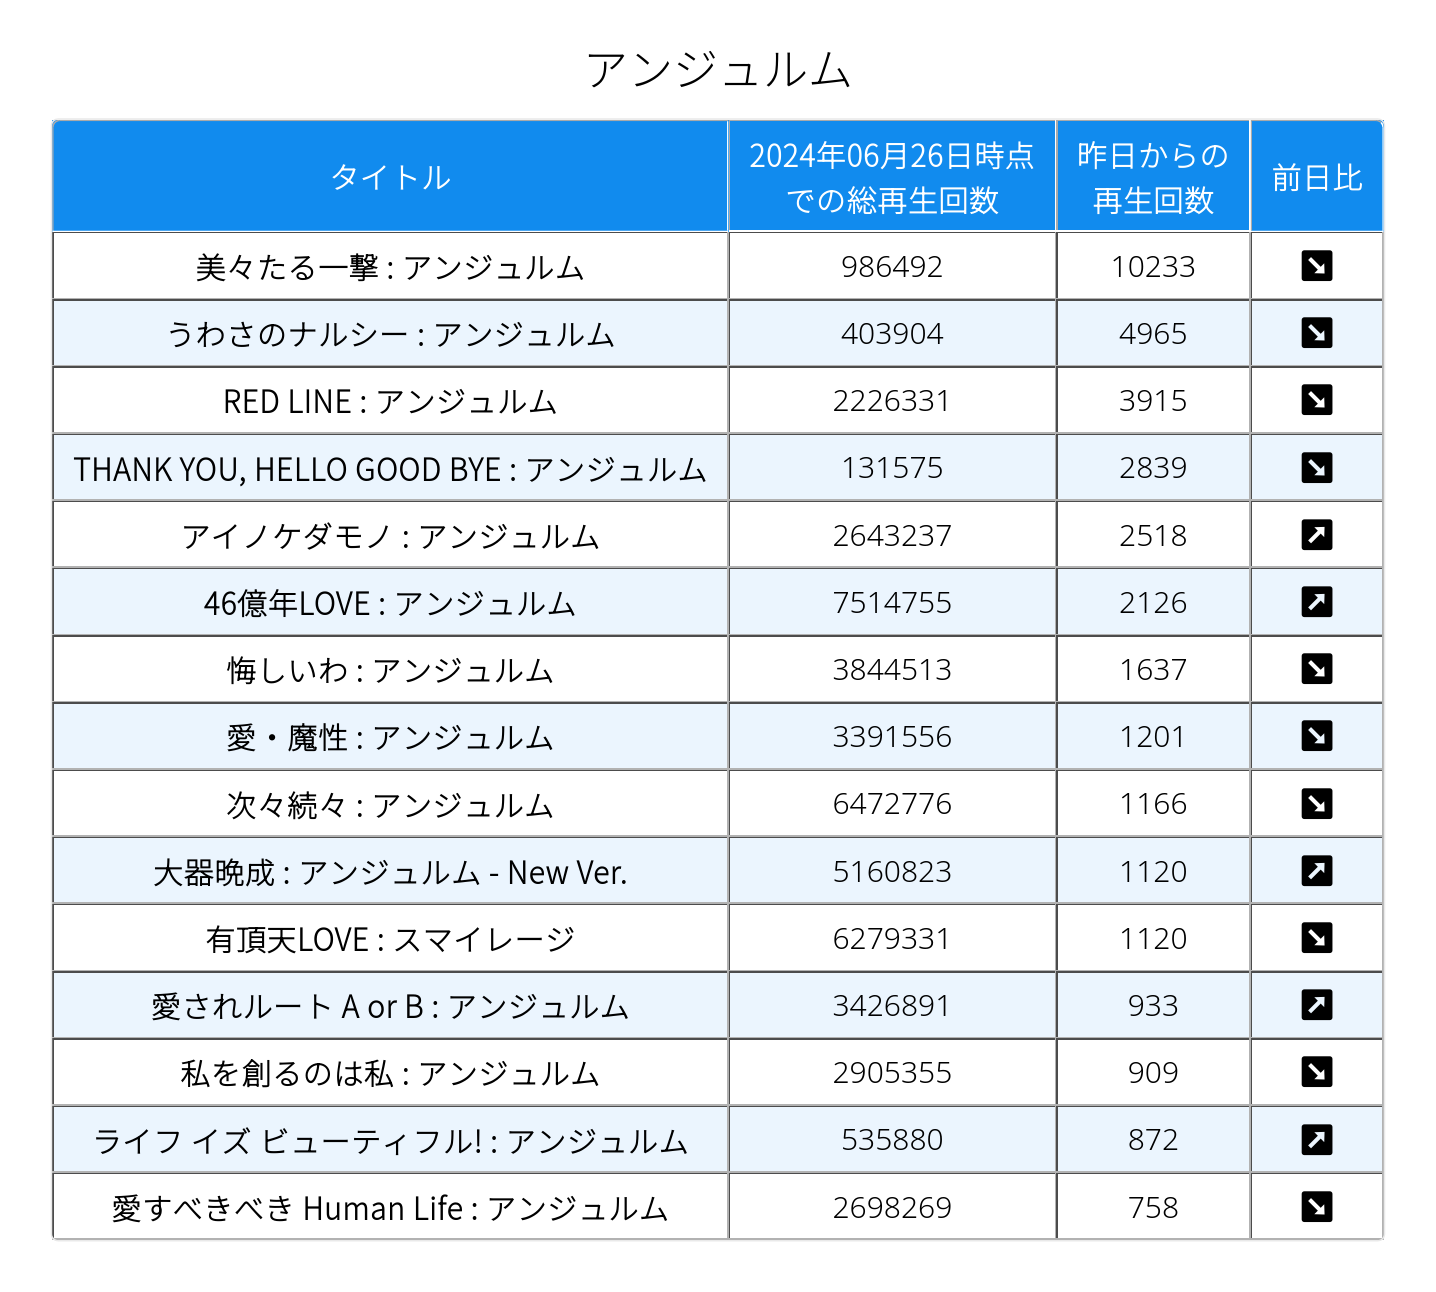 アンジュルム
タイトル 2024年06月26日時点での総再生回数 昨日からの再生回数 前日比
美々たる一撃 : アンジュルム 986492 10233 ↘
うわさのナルシー : アンジュルム 403904 4965 ↘
RED LINE : アンジュルム 2226331 3915 ↘
THANK YOU, HELLO GOOD BYE : アンジュルム 131575 2839 ↘
アイノケダモノ : アンジュルム 2643237 2518 ↗
46億年LOVE : アンジュルム 7514755 2126 ↗
悔しいわ : アンジュルム 3844513 1637 ↘
愛・魔性 : アンジュルム 3391556 1201 ↘
次々続々 : アンジュルム 6472776 1166 ↘
大器晩成 : アンジュルム - New Ver. 5160823 1120 ↗
有頂天LOVE : スマイレージ 6279331 1120 ↘
愛されルート A or B : アンジュルム 3426891 933 ↗
私を創るのは私 : アンジュルム 2905355 909 ↘
ライフ イズ ビューティフル! : アンジュルム 535880 872 ↗
愛すべきべき Human Life : アンジュルム 2698269 758 ↘